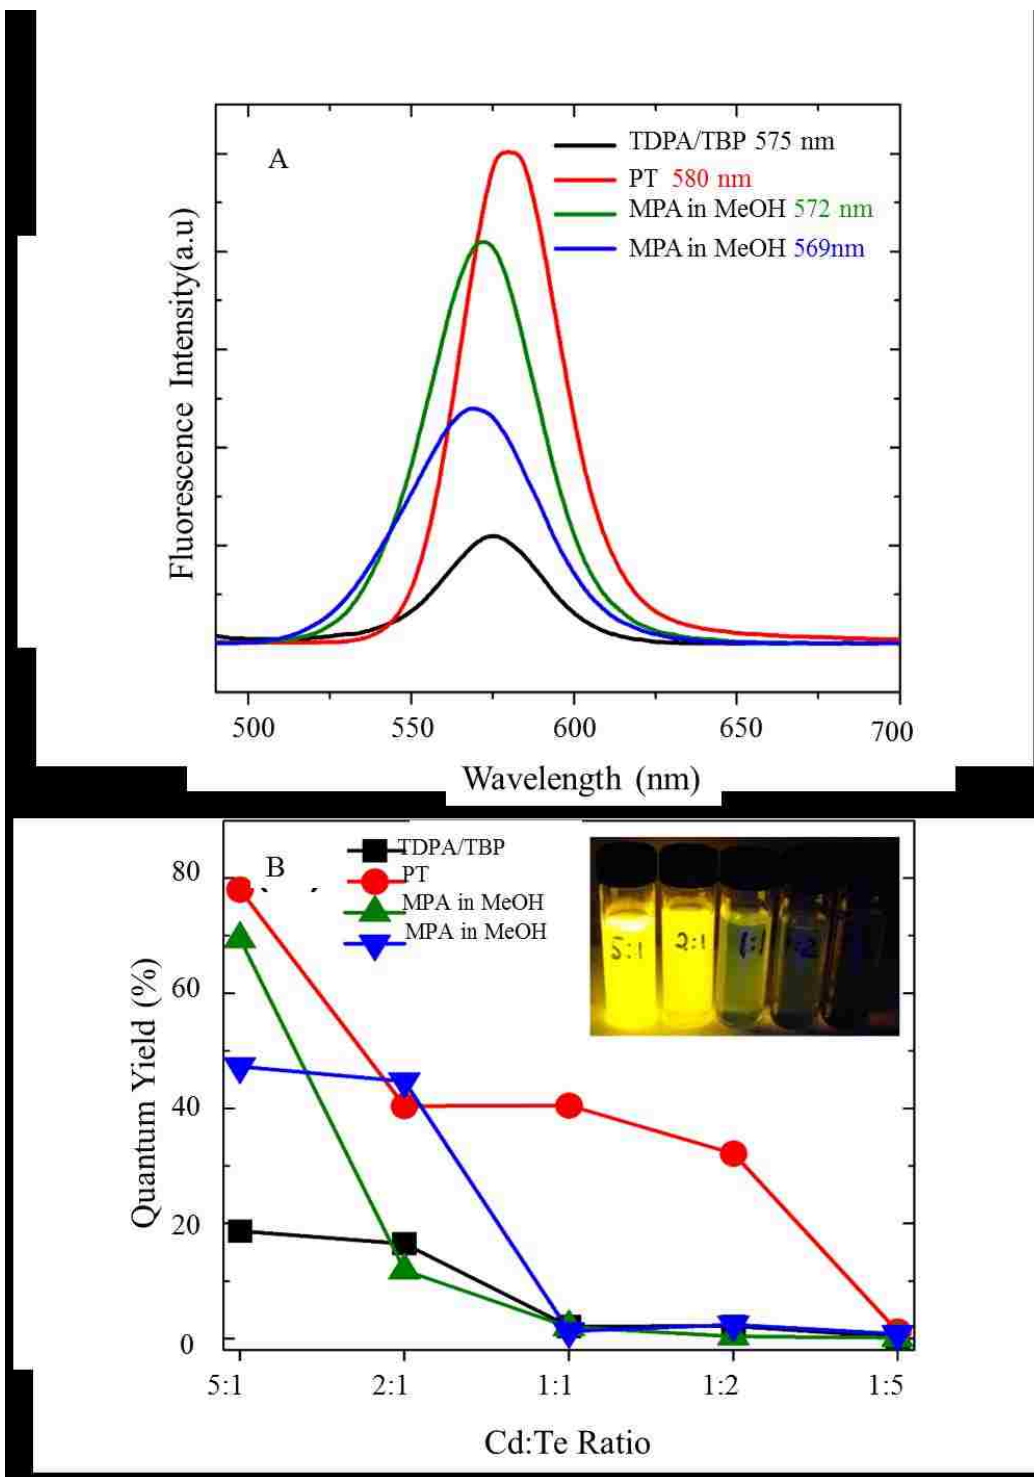 A
TDPA/TBP 575 nm
PT 580 nm
MPA in MeOH 572 nm
MPA in MeOH 569nm
Fluorescence Intensity(a.u)
500 550 600 650 700
Wavelength (nm)
B
TDPA/TBP
PT
MPA in MeOH
MPA in MeOH
5:1 2:1 1:1 :2
Quantum Yield (%)
80
60
40
20
0
5:1 2:1 1:1 1:2 1:5
Cd:Te Ratio